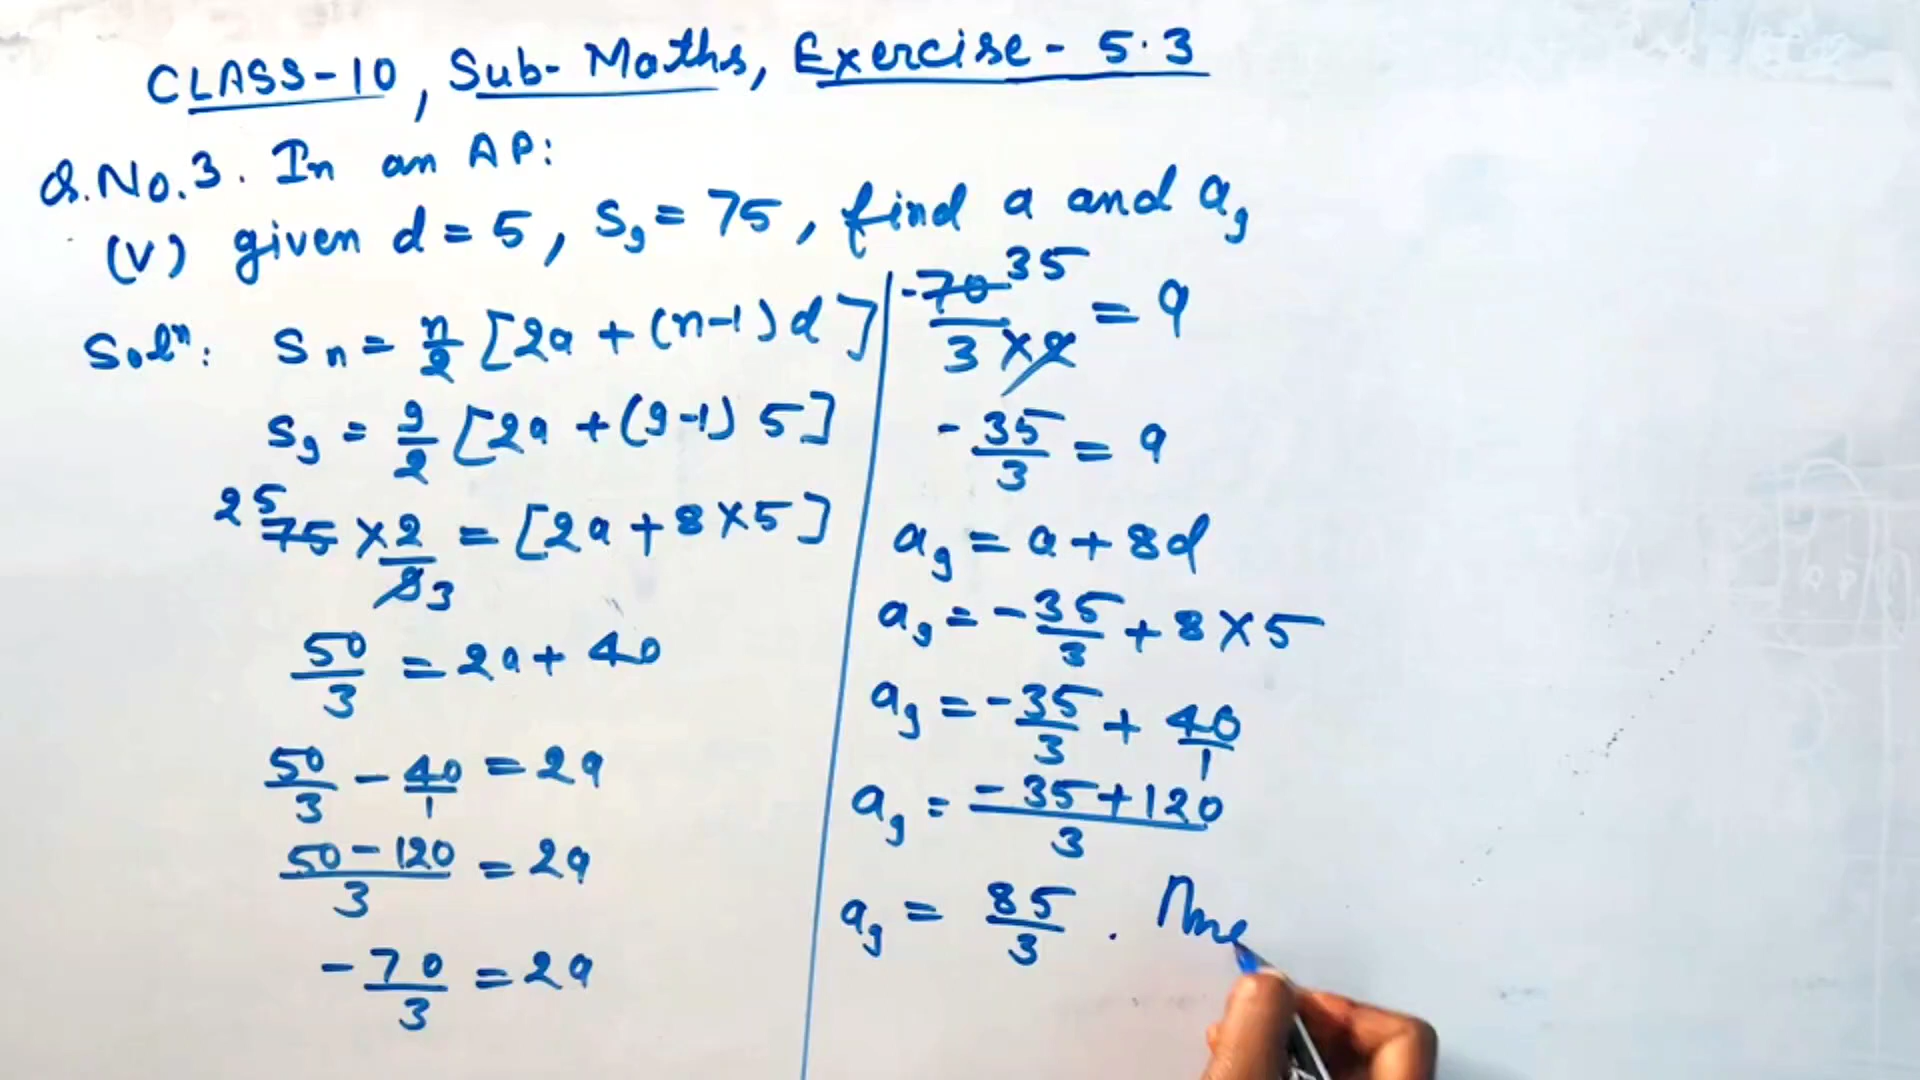 CLASS-10, Sub- Maths, Exercise - 5.3
Q.No.3. In an AP:
(v) given d = 5, S₉ = 75, find a and a₉
Solⁿ: Sn = n/2 [2a + (n-1)d]
S₉ = 9/2 [2a + (9-1) 5]
25 75 × 2/9 3 = [2a + 8×5]
50/3 = 2a + 40
50/3 - 40/1 = 2a
50-120/3 = 2a
-70/3 = 2a
-70 35/3×2 = a
-35/3 = a
a₉ = a + 8d
a₉ = -35/3 + 8×5
a₉ = -35/3 + 40/1
a₉ = -35+120/3
a₉ = 85/3 .